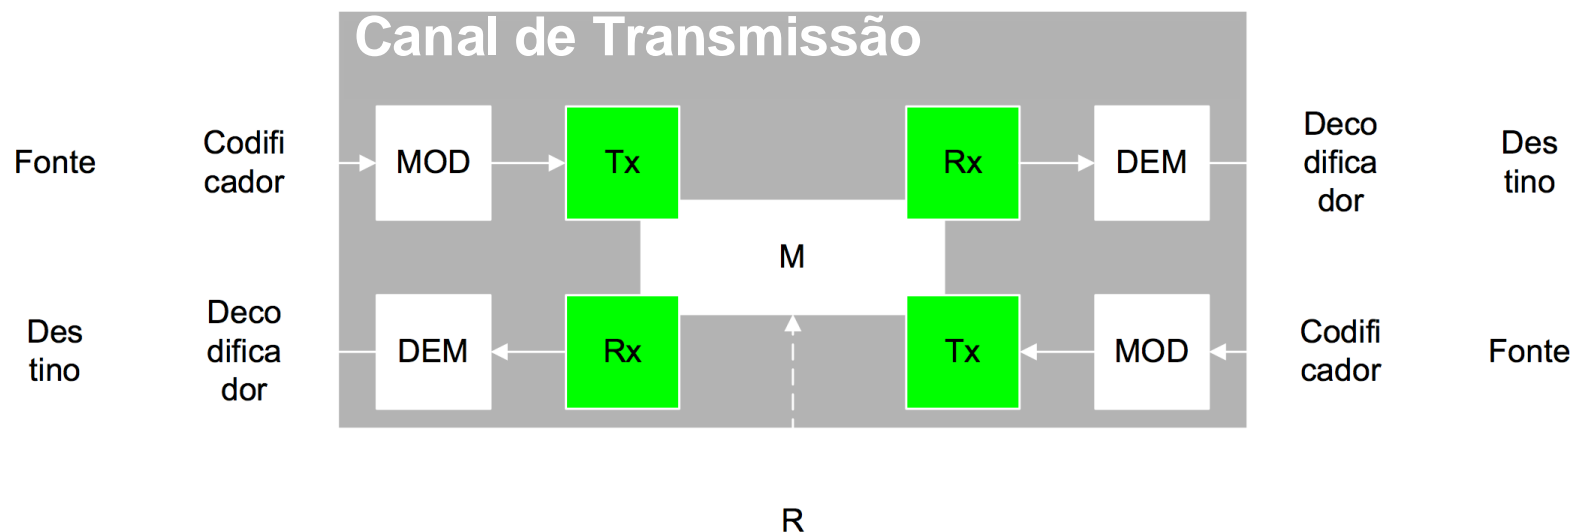 Canal de Transmissão
Fonte
Codifi
cador
MOD
Tx
Rx
DEM
Deco
difica
dor
Des
tino
M
Des
tino
Deco
difica
dor
DEM
Rx
Tx
MOD
Codifi
cador
Fonte
R